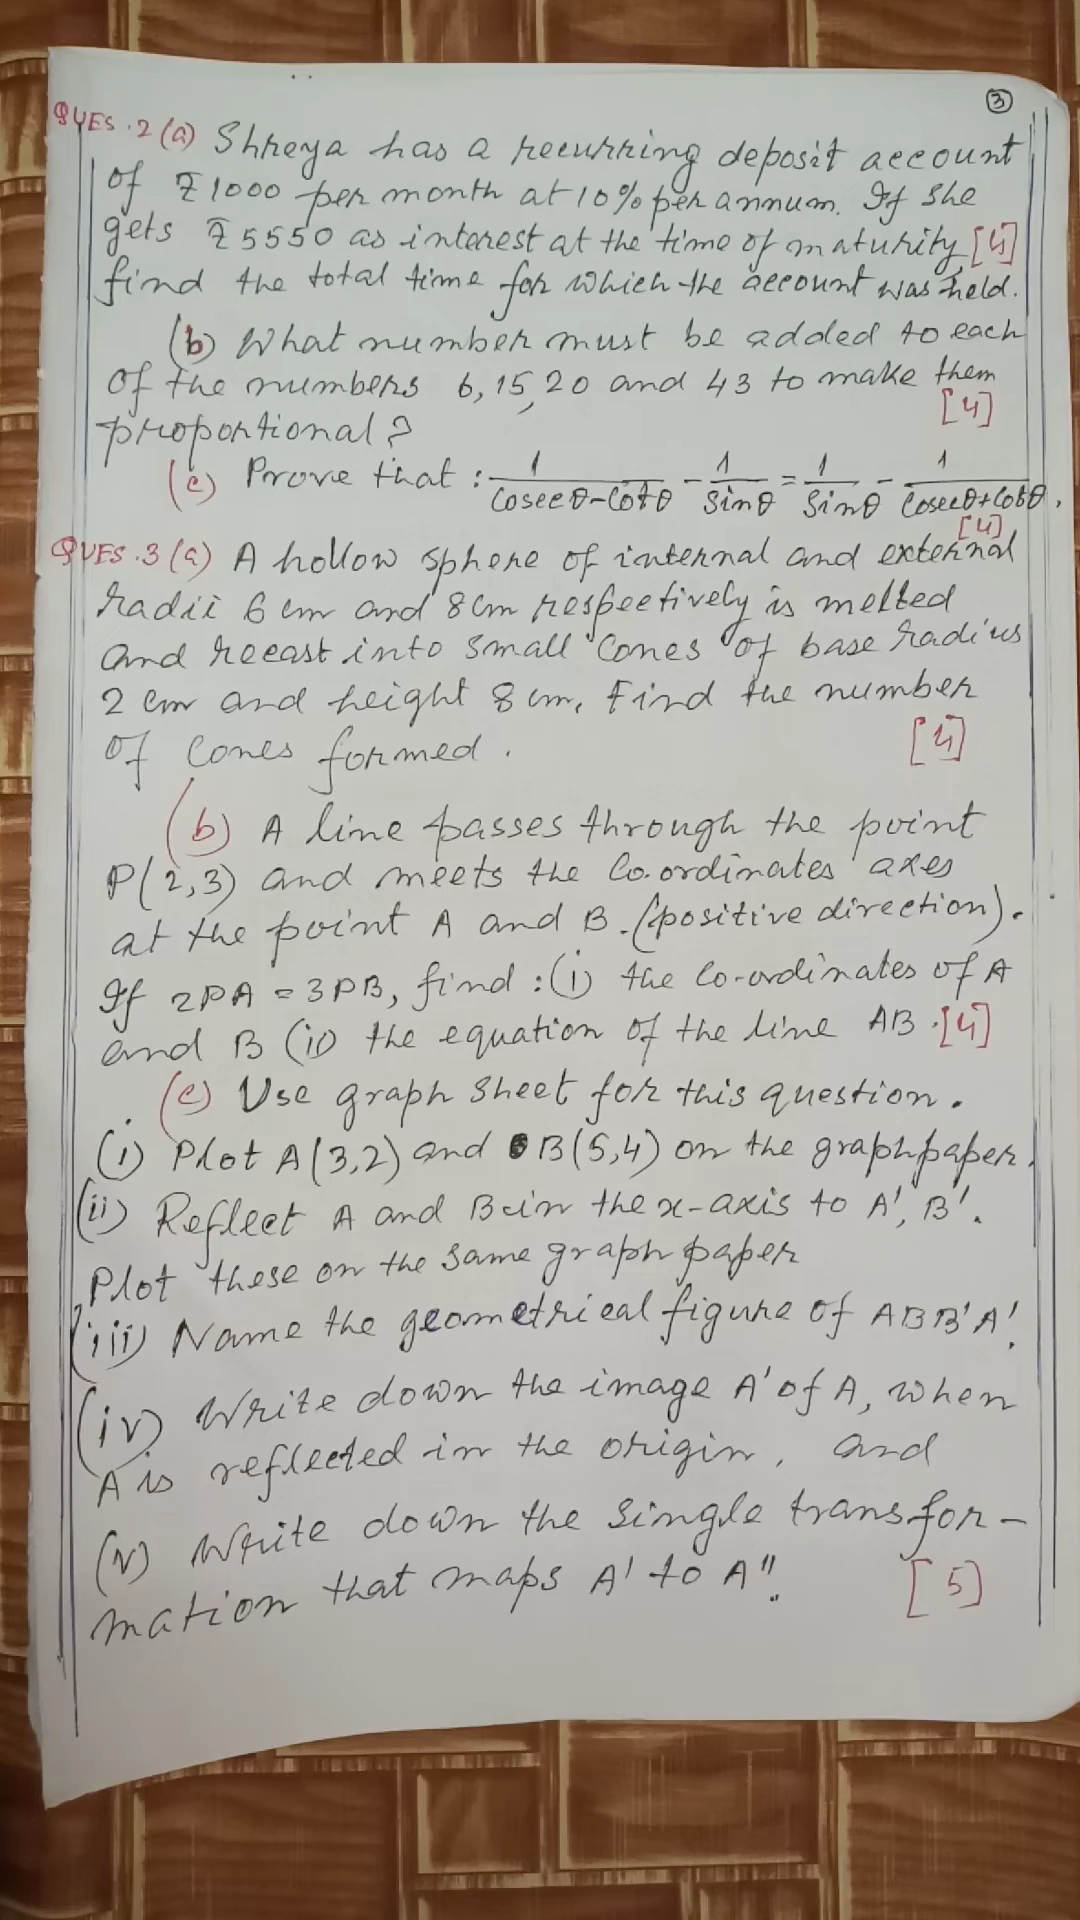 3
QUES.2(a) Shreya has a recurring deposit account
of ₹1000 per month at 10% per annum. If she
gets ₹5550 as interest at the time of maturity, [4]
find the total time for which the account was held.
(b) What number must be added to each
of the numbers 6, 15, 20 and 43 to make them
proportional? [4]
(c) Prove that : 1/(Cosec θ - Cot θ) - 1/Sin θ = 1/Sin θ - 1/(Cosec θ + Cot θ). [4]
QUES.3(a) A hollow sphere of internal and external
radii 6 cm and 8 cm respectively is melted
and recast into small cones of base radius
2 cm and height 8 cm. Find the number
of cones formed. [4]
(b) A line passes through the point
P(2,3) and meets the Co.ordinates axes
at the point A and B. (positive direction).
If 2PA = 3PB, find : (i) the Co-ordinates of A
and B (ii) the equation of the line AB. [4]
(c) Use graph sheet for this question.
(i) Plot A(3,2) and B(5,4) on the graph paper.
(ii) Reflect A and B in the x-axis to A', B'.
Plot these on the same graph paper
(iii) Name the geometrical figure of ABB'A'.
(iv) Write down the image A' of A, when
A is reflected in the origin, and
(v) Write down the single transfor-
mation that maps A' to A". [5]